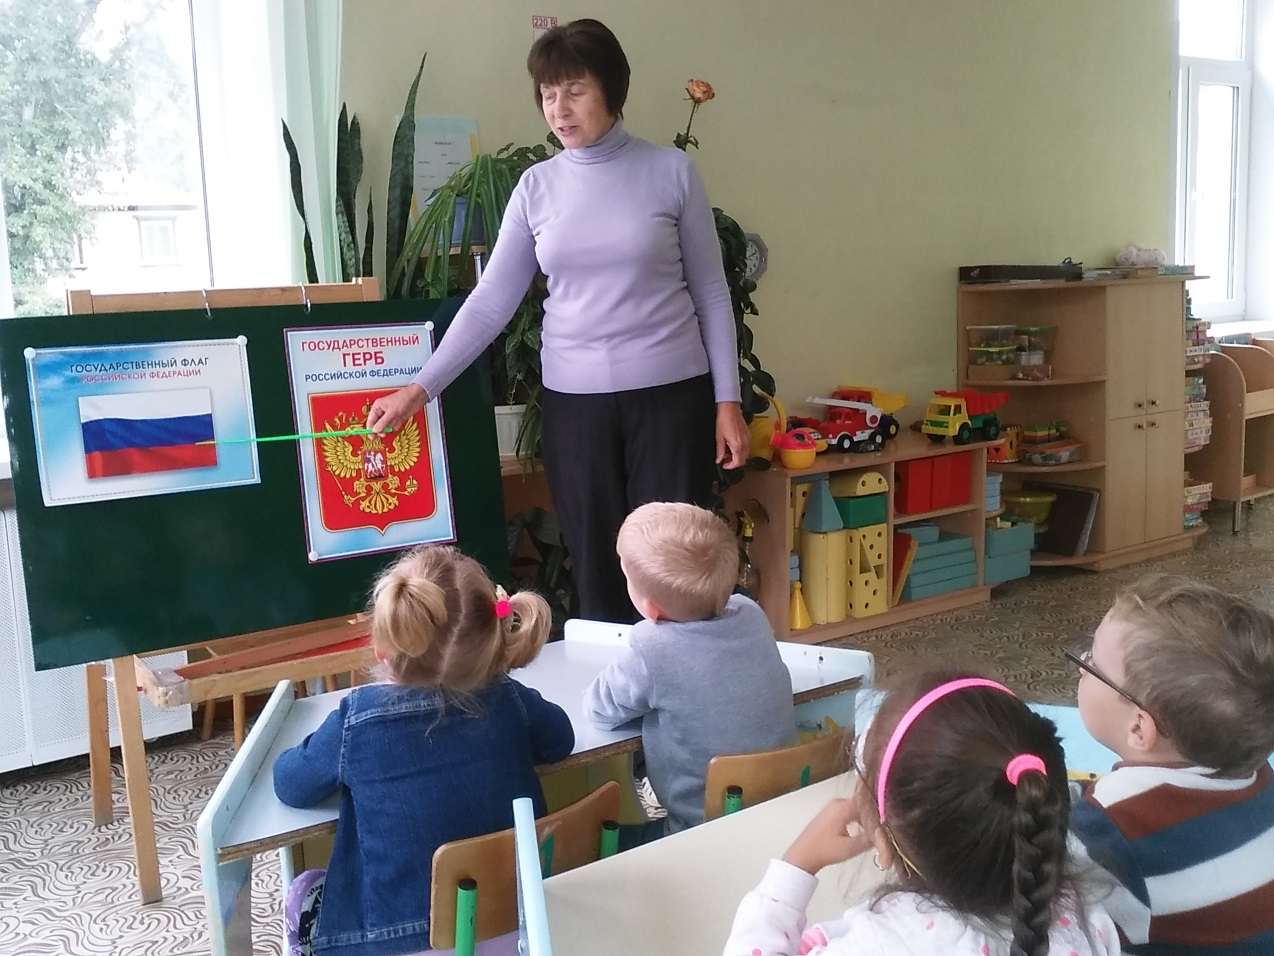 220 В
ГОСУДАРСТВЕННЫЙ ФЛАГ
РОССИЙСКОЙ ФЕДЕРАЦИИ
ГОСУДАРСТВЕННЫЙ
ГЕРБ
РОССИЙСКОЙ ФЕДЕРАЦИИ